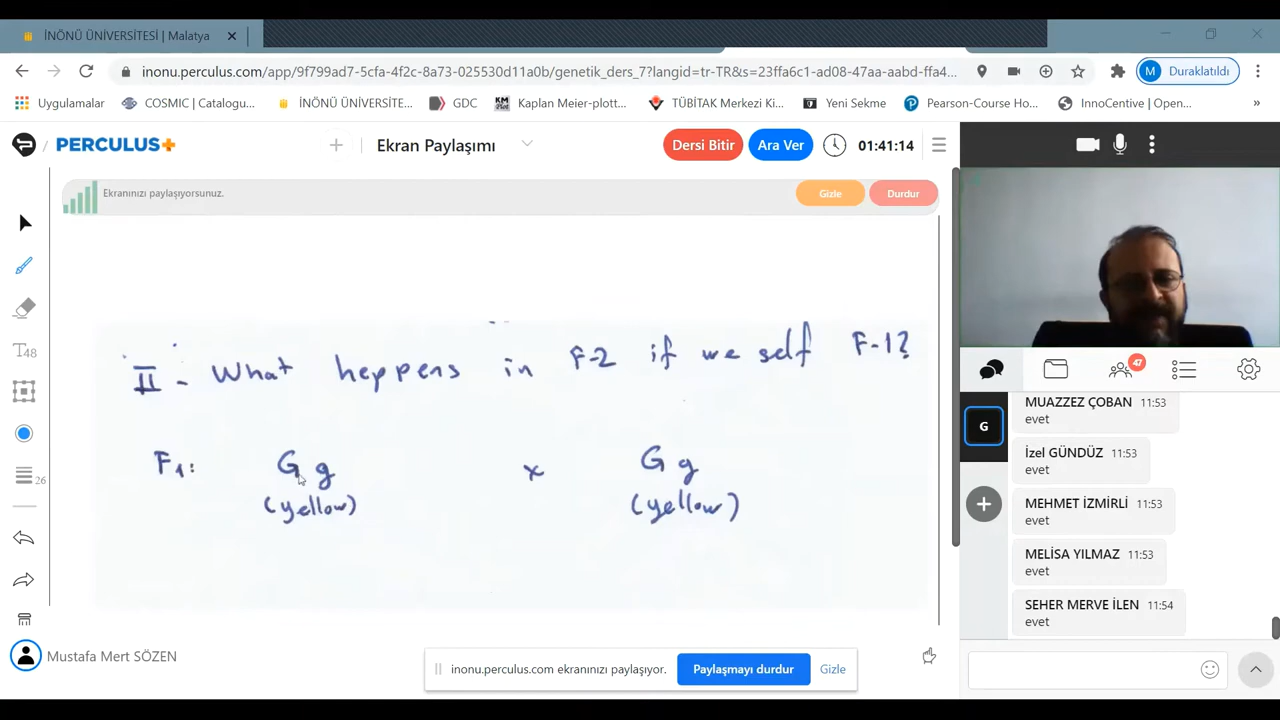 İNÖNÜ ÜNİVERSİTESİ | Malatya
inonu.perculus.com/app/9f799ad7-5cfa-4f2c-8a73-025530d11a0b/genetik_ders_7?langid=tr-TR&s=23ffa6c1-ad08-47aa-aabd-ffa4...
M Duraklatıldı
Uygulamalar COSMIC | Catalogu... İNÖNÜ ÜNİVERSİTE... GDC KM Plot Kaplan Meier-plott... TÜBİTAK Merkezi Ki... Yeni Sekme Pearson-Course Ho... InnoCentive | Open... »
/ PERCULUS+
Ekran Paylaşımı
Dersi Bitir
Ara Ver
01:41:14
Ekranınızı paylaşıyorsunuz.
Gizle
Durdur
T48
26
II - What heppens in F-2 if we self F-1?
F1: Gg x Gg
(yellow) (yellow)
Mustafa Mert SÖZEN
inonu.perculus.com ekranınızı paylaşıyor.
Paylaşmayı durdur
Gizle
47
G
MUAZZEZ ÇOBAN 11:53
evet
İzel GÜNDÜZ 11:53
evet
MEHMET İZMİRLİ 11:53
evet
MELİSA YILMAZ 11:53
evet
SEHER MERVE İLEN 11:54
evet